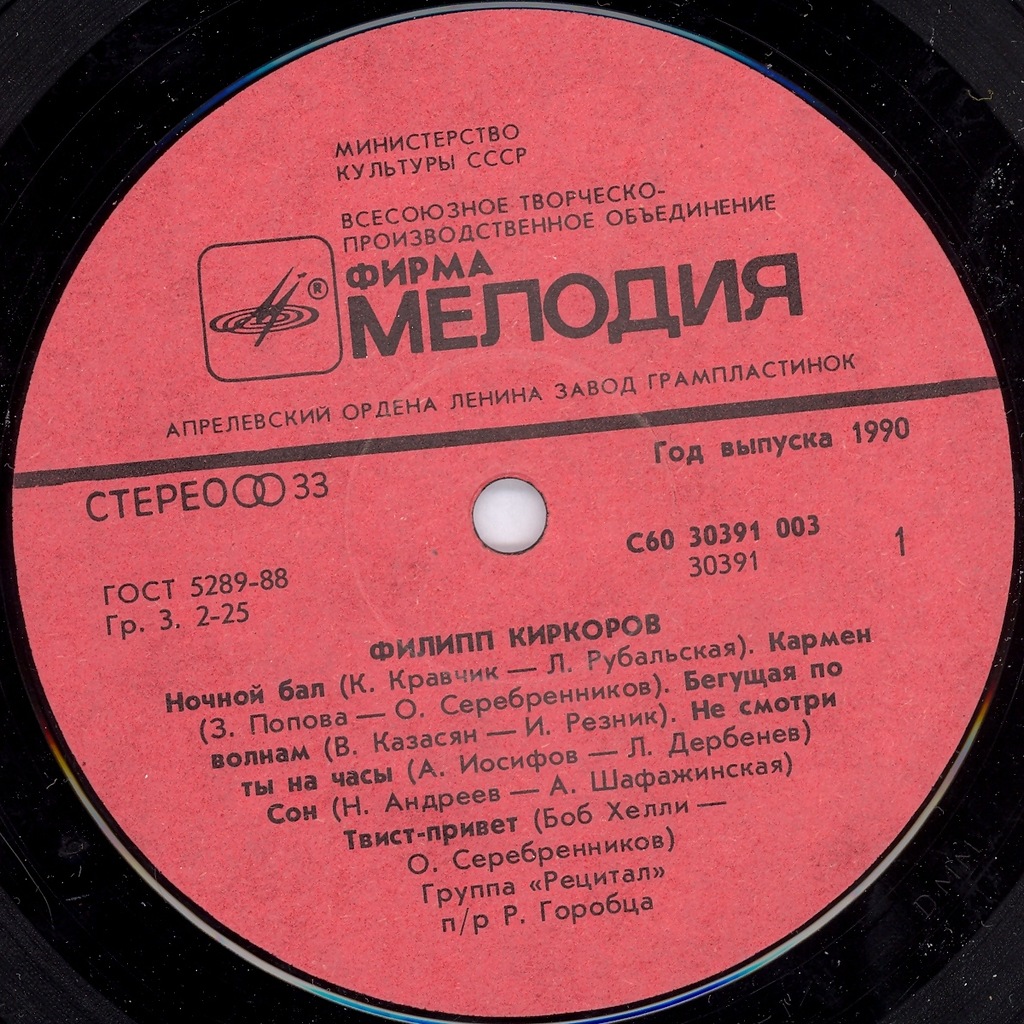 МИНИСТЕРСТВО
КУЛЬТУРЫ СССР
ВСЕСОЮЗНОЕ ТВОРЧЕСКО-
ПРОИЗВОДСТВЕННОЕ ОБЪЕДИНЕНИЕ
®
ФИРМА
МЕЛОДИЯ
АПРЕЛЕВСКИЙ ОРДЕНА ЛЕНИНА ЗАВОД ГРАМПЛАСТИНОК
Год выпуска 1990
СТЕРЕО 33
С60 30391 003
30391
1
ГОСТ 5289-88
Гр. 3. 2-25
ФИЛИПП КИРКОРОВ
Ночной бал (К. Кравчик — Л. Рубальская). Кармен
(З. Попова — О. Серебренников). Бегущая по
волнам (В. Казасян — И. Резник). Не смотри
ты на часы (А. Иосифов — Л. Дербенев)
Сон (Н. Андреев — А. Шафажинская)
Твист-привет (Боб Хелли —
О. Серебренников)
Группа «Рецитал»
п/р Р. Горобца